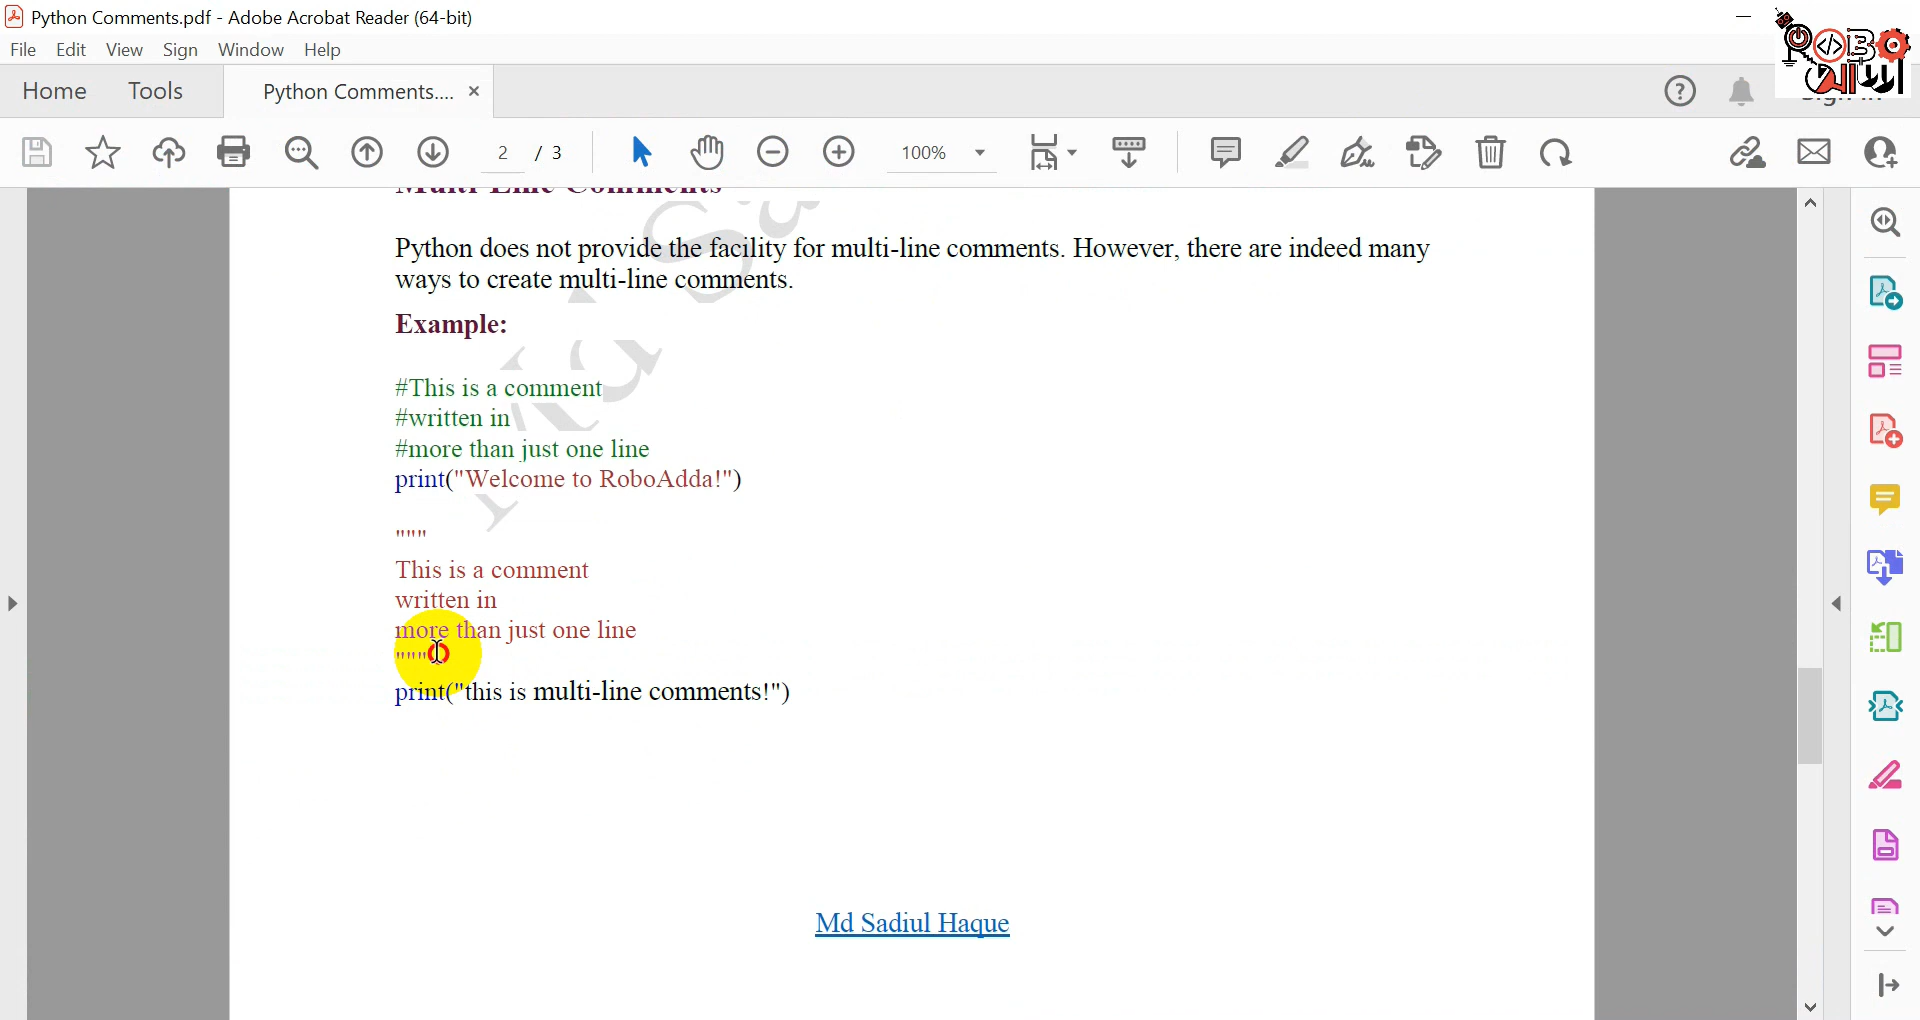 Python Comments.pdf - Adobe Acrobat Reader (64-bit)
File Edit View Sign Window Help
Home Tools Python Comments.... ×
2 / 3 100%
Multi-Line Comments
Python does not provide the facility for multi-line comments. However, there are indeed many
ways to create multi-line comments.
Example:
#This is a comment
#written in
#more than just one line
print("Welcome to RoboAdda!")
"""
This is a comment
written in
more than just one line
"""
print("this is multi-line comments!")
Md Sadiul Haque